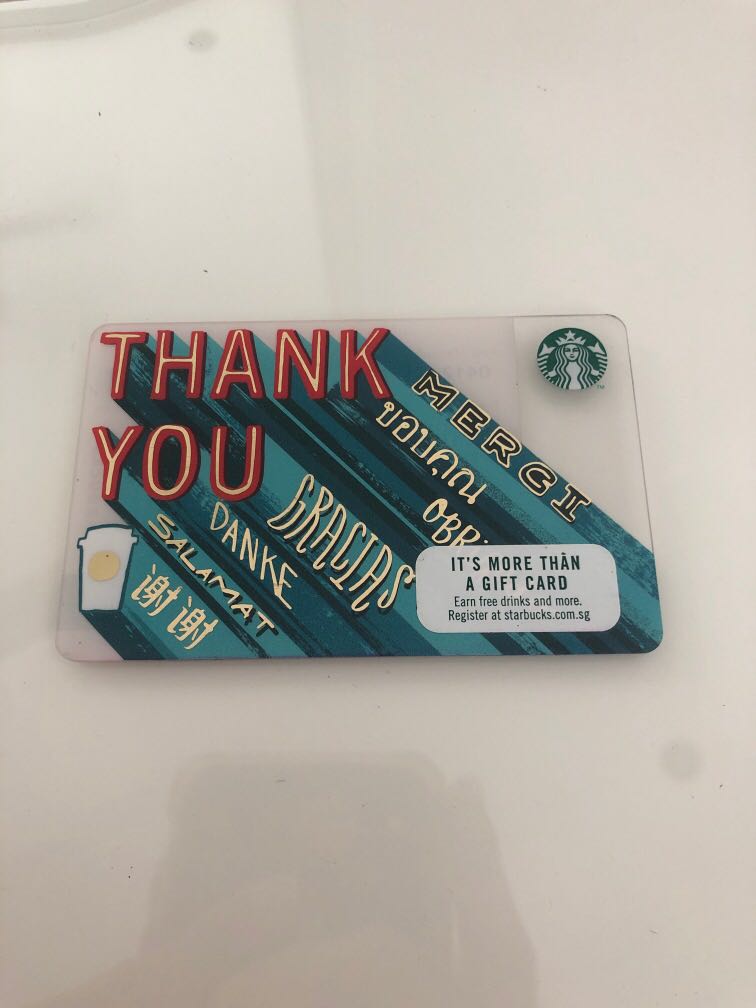 THANK
YOU
MERCI
ขอบคุณ
GRACIAS
DANKE
SALAMAT
谢谢
IT'S MORE THAN
A GIFT CARD
Earn free drinks and more.
Register at starbucks.com.sg
TM